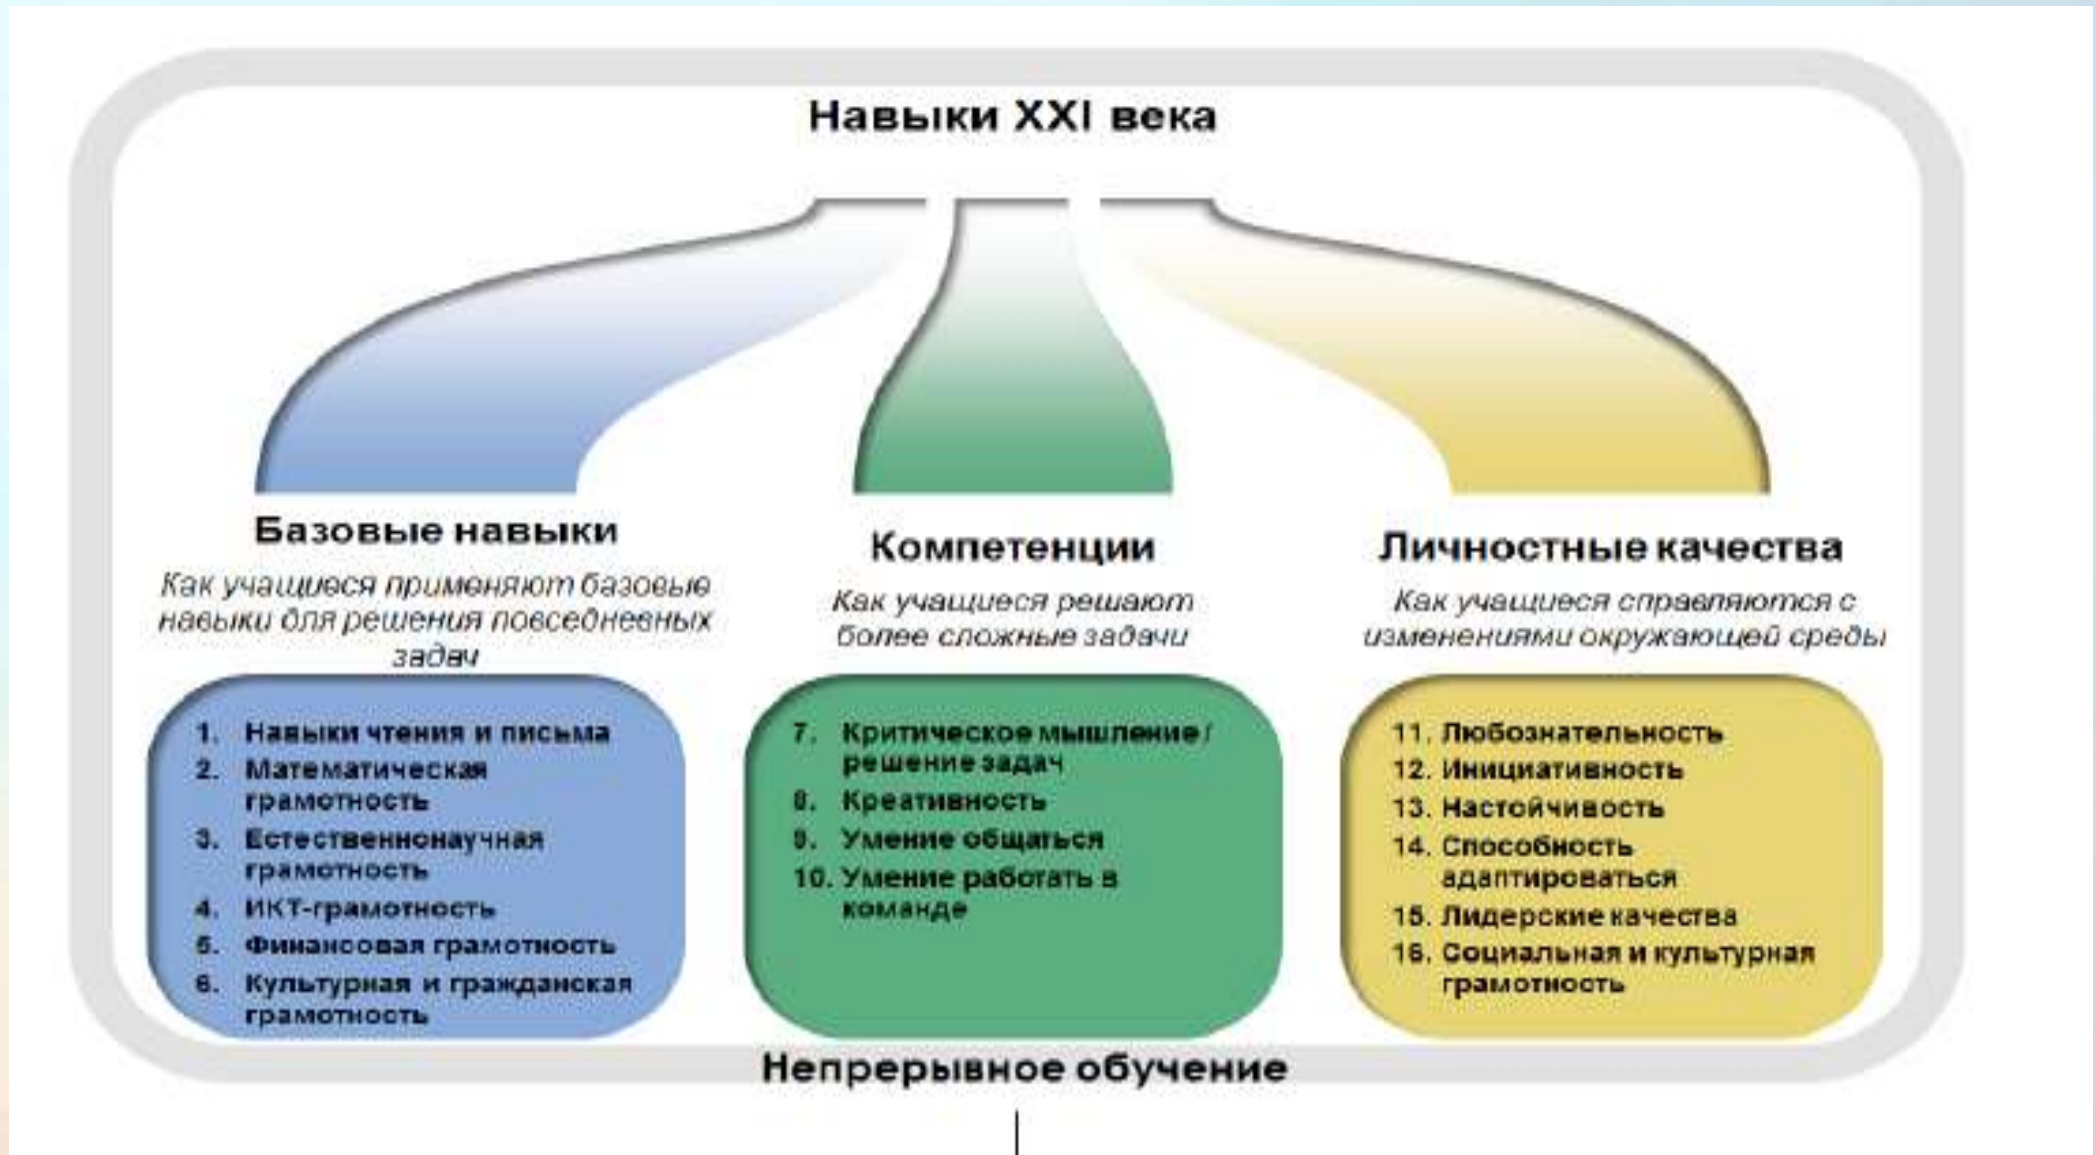 Навыки XXI века
Базовые навыки
Как учащиеся применяют базовые
навыки для решения повседневных
задач
1. Навыки чтения и письма
2. Математическая
грамотность
3. Естественнонаучная
грамотность
4. ИКТ-грамотность
5. Финансовая грамотность
6. Культурная и гражданская
грамотность
Компетенции
Как учащиеся решают
более сложные задачи
7. Критическое мышление /
решение задач
8. Креативность
9. Умение общаться
10. Умение работать в
команде
Личностные качества
Как учащиеся справляются с
изменениями окружающей среды
11. Любознательность
12. Инициативность
13. Настойчивость
14. Способность
адаптироваться
15. Лидерские качества
16. Социальная и культурная
грамотность
Непрерывное обучение